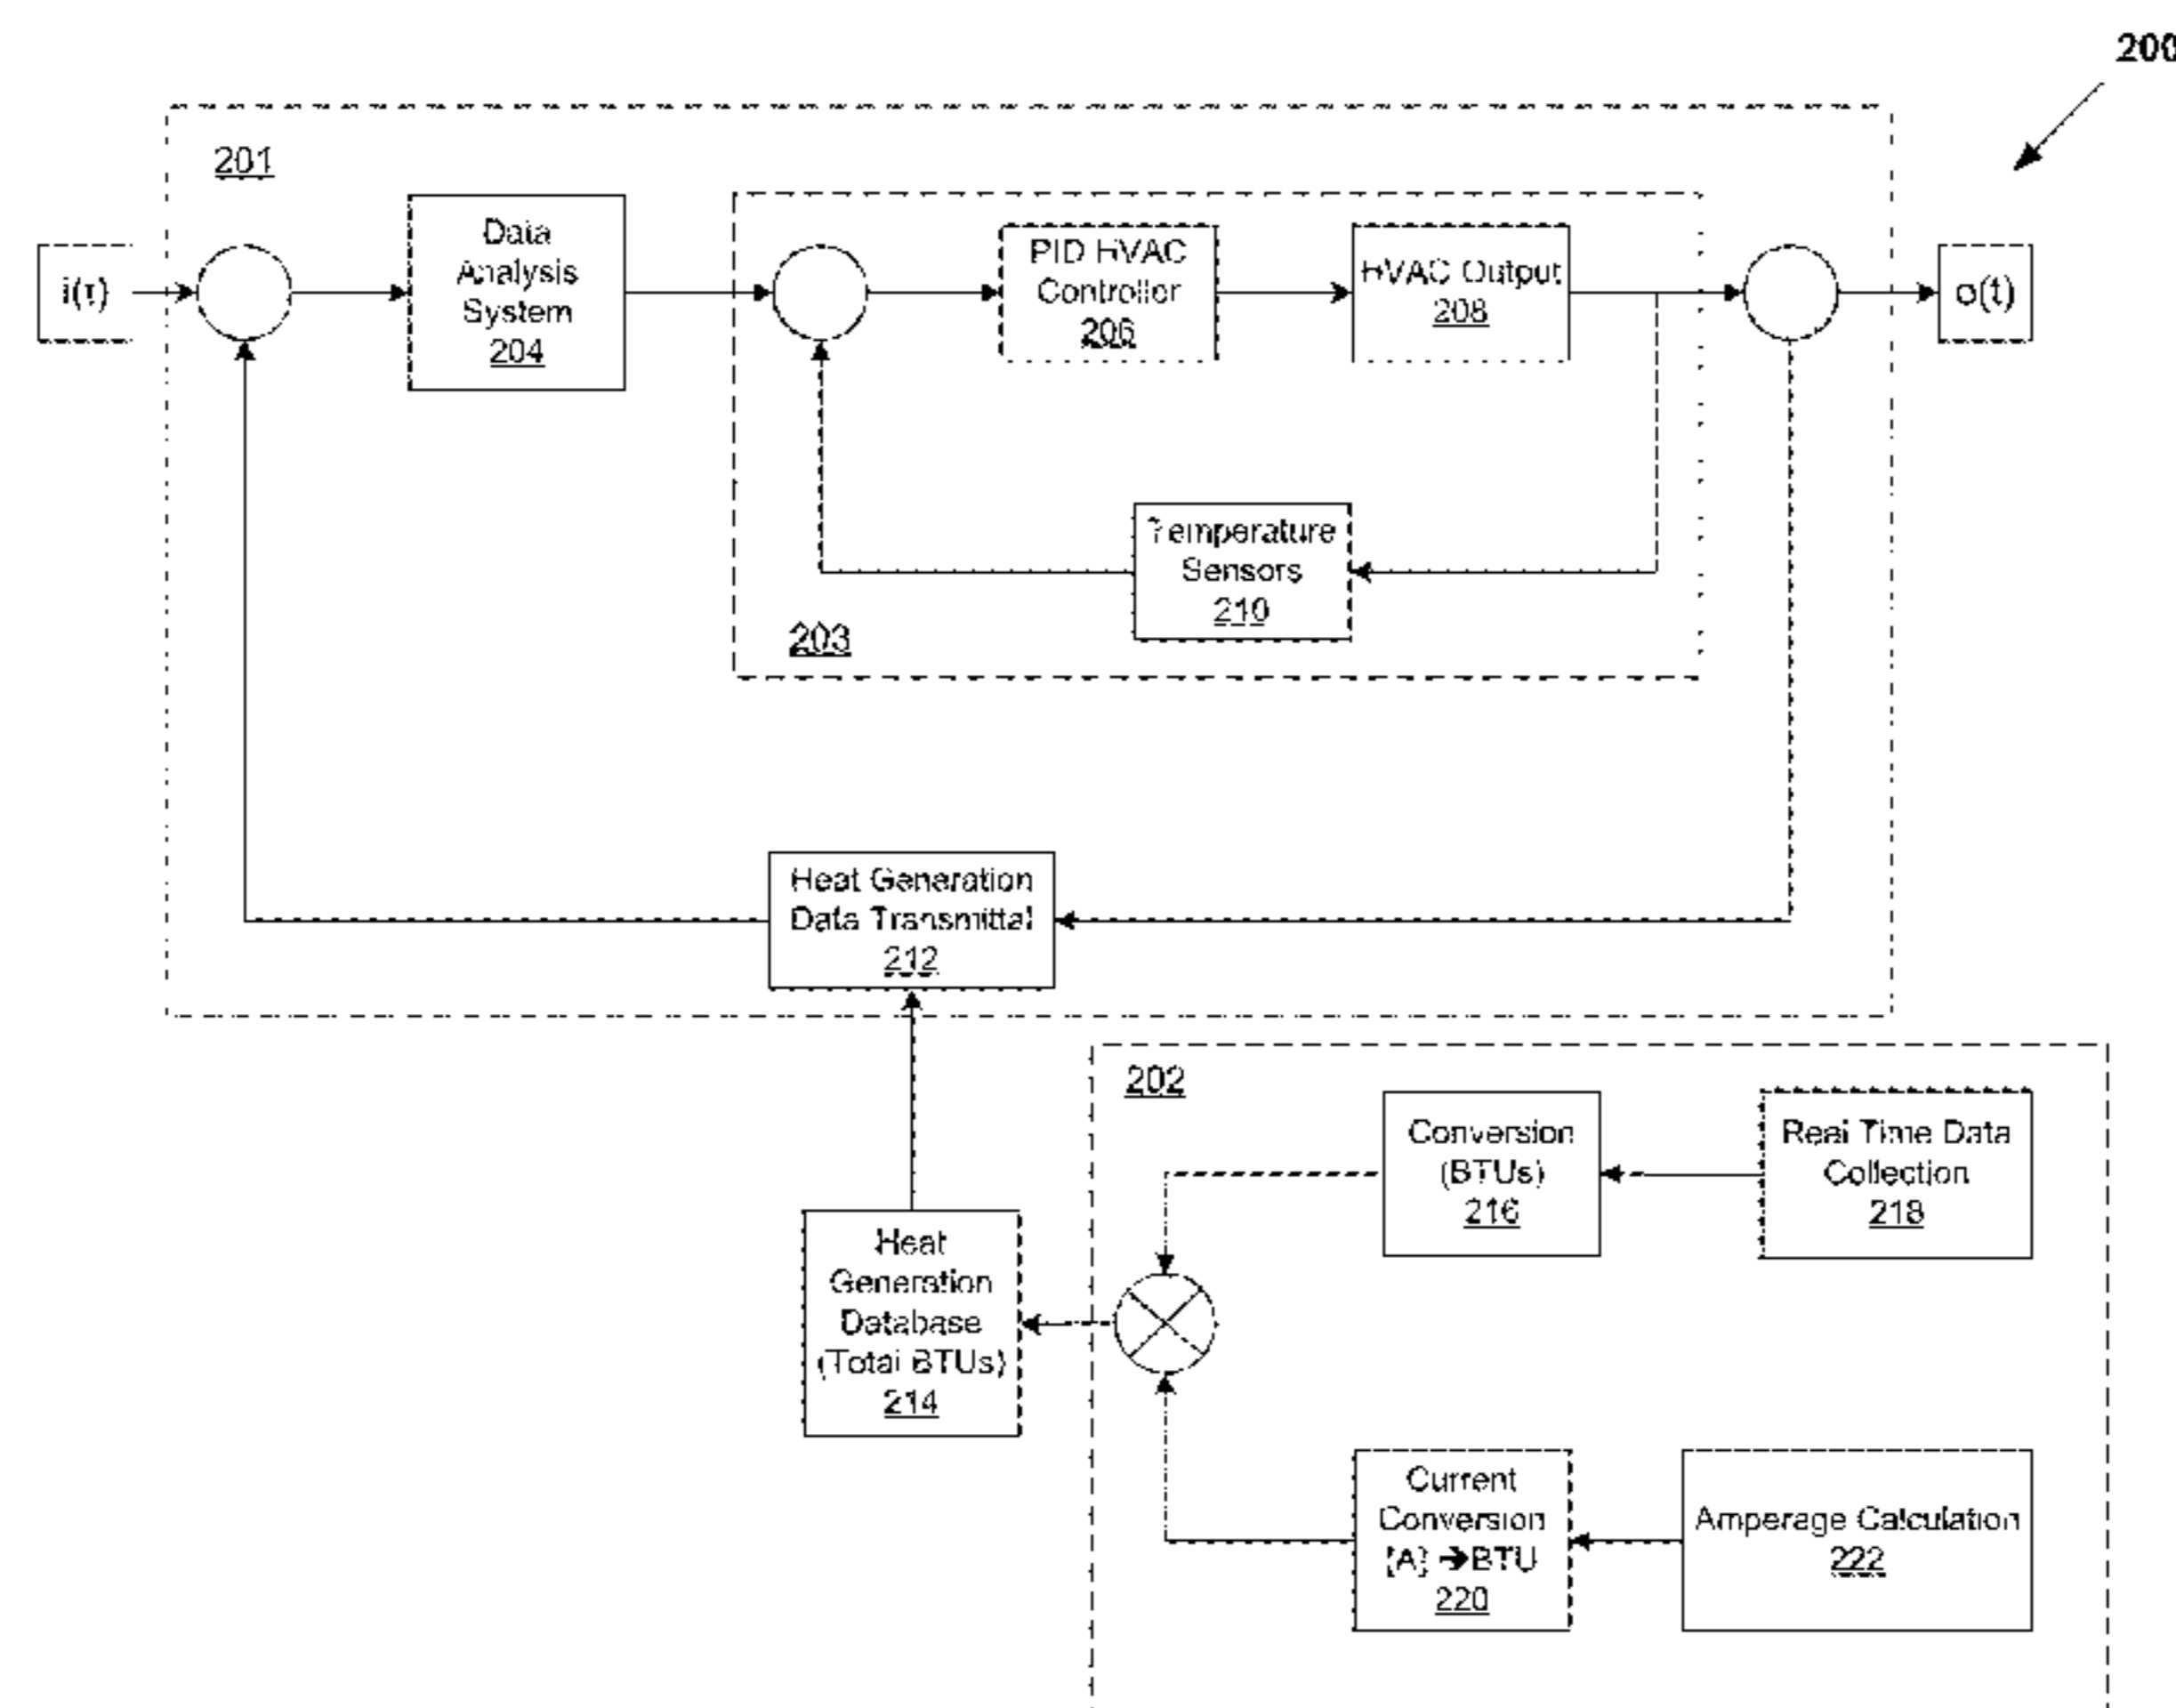 200
201
i(t)
Data
Analysis
System
204
PID HVAC
Controller
206
HVAC Output
208
o(t)
Temperature
Sensors
210
203
Heat Generation
Data Transmittal
212
202
Conversion
(BTUs)
216
Real Time Data
Collection
218
Heat
Generation
Database
(Total BTUs)
214
Current
Conversion
[A] ➔BTU
220
Amperage Calculation
222